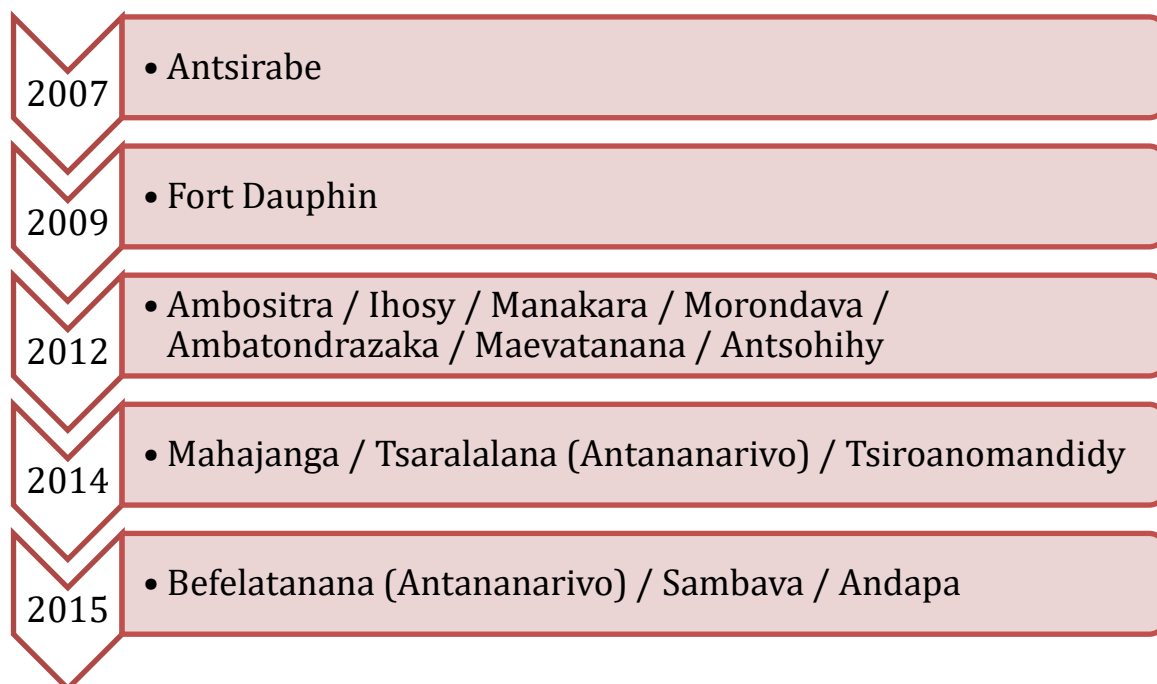 2007
• Antsirabe
2009
• Fort Dauphin
2012
• Ambositra / Ihosy / Manakara / Morondava /
Ambatondrazaka / Maevatanana / Antsohihy
2014
• Mahajanga / Tsaralalana (Antananarivo) / Tsiroanomandidy
2015
• Befelatanana (Antananarivo) / Sambava / Andapa